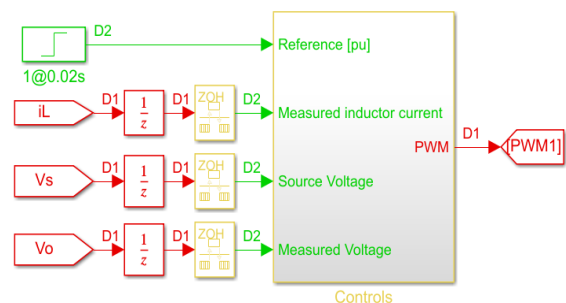 D2
Reference [pu]
1@0.02s
iL
D1
1
z
D1
ZOH
D2
Measured inductor current
PWM
D1
[PWM1]
Vs
D1
1
z
D1
ZOH
D2
Source Voltage
Vo
D1
1
z
D1
ZOH
D2
Measured Voltage
Controls